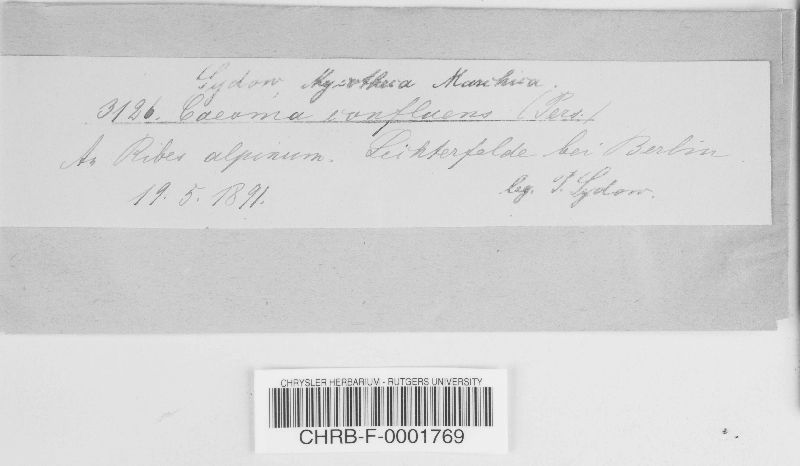 Sydow, Mycotheca Marchica.
3126. Caeoma confluens (Pers.)
An Ribes alpinum. Lichterfelde bei Berlin
19. 5. 1891. leg. P. Sydow.
CHRYSLER HERBARIUM - RUTGERS UNIVERSITY
CHRB-F-0001769